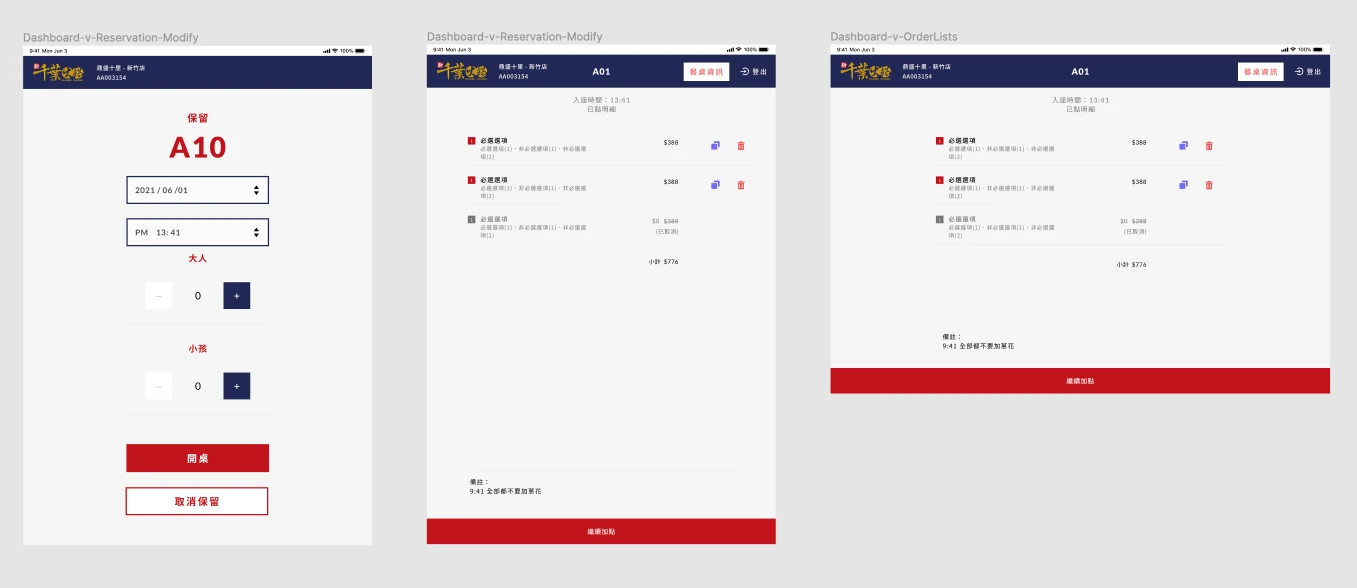 Dashboard-v-Reservation-Modify
9:41 Mon Jun 3
100%
新
千葉火鍋
鼎盛十里 - 新竹店
AA003154
保留
A10
2021 / 06 /01
PM 13: 41
大人
–
0
+
小孩
–
0
+
開桌
取消保留
Dashboard-v-Reservation-Modify
9:41 Mon Jun 3
100%
新
千葉火鍋
鼎盛十里 - 新竹店
AA003154
A01
餐桌資訊
登出
入座時間：13:41
已點明細
1
必選選項
$388
必選選項(1)、非必選選項(1)、非必選選
項(2)
1
必選選項
$388
必選選項(1)、非必選選項(1)、非必選選
項(2)
1
必選選項
$0 $388
必選選項(1)、非必選選項(1)、非必選選
(已取消)
項(2)
小計 $776
備註：
9:41 全部都不要加蔥花
繼續加點
Dashboard-v-OrderLists
9:41 Mon Jun 3
100%
新
千葉火鍋
鼎盛十里 - 新竹店
AA003154
A01
餐桌資訊
登出
入座時間：13:41
已點明細
1
必選選項
$388
必選選項(1)、非必選選項(1)、非必選選
項(2)
1
必選選項
$388
必選選項(1)、非必選選項(1)、非必選選
項(2)
1
必選選項
$0 $388
必選選項(1)、非必選選項(1)、非必選選
(已取消)
項(2)
小計 $776
備註：
9:41 全部都不要加蔥花
繼續加點